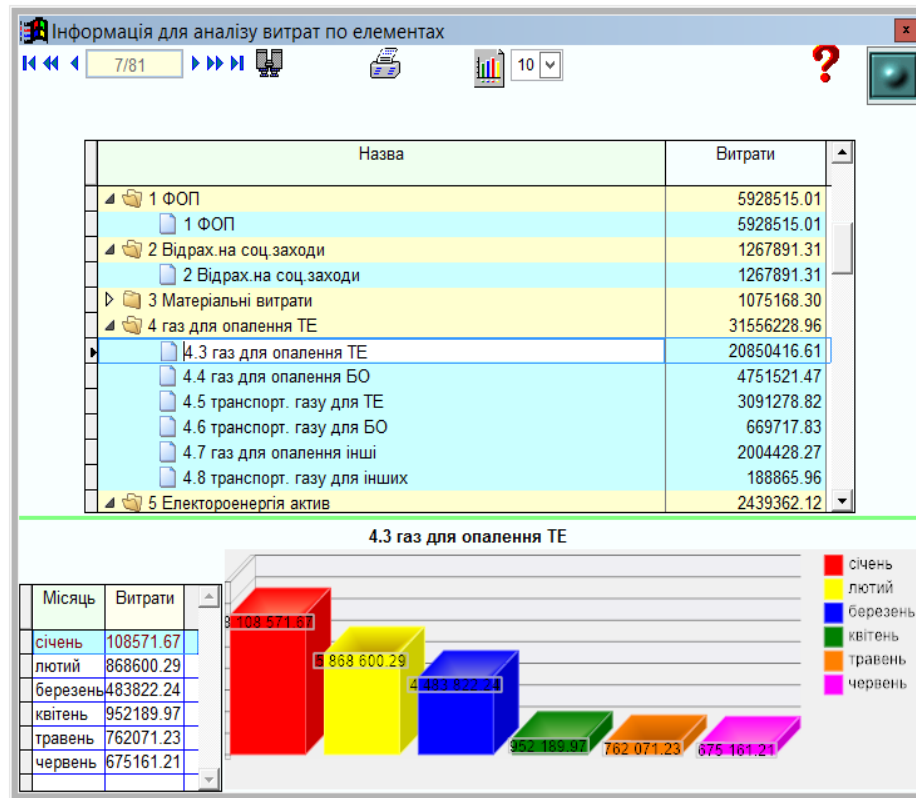 Інформація для аналізу витрат по елементах
x
7/81
10
?
Назва Витрати
1 ФОП 5928515.01
1 ФОП 5928515.01
2 Відрах.на соц.заходи 1267891.31
2 Відрах.на соц.заходи 1267891.31
3 Матеріальні витрати 1075168.30
4 газ для опалення ТЕ 31556228.96
4.3 газ для опалення ТЕ 20850416.61
4.4 газ для опалення БО 4751521.47
4.5 транспорт. газу для ТЕ 3091278.82
4.6 транспорт. газу для БО 669717.83
4.7 газ для опалення інші 2004428.27
4.8 транспорт. газу для інших 188865.96
5 Електороенергія актив 2439362.12
4.3 газ для опалення ТЕ
Місяць Витрати
січень 108571.67
лютий 868600.29
березень 483822.24
квітень 952189.97
травень 762071.23
червень 675161.21
8 108 571.67
5 868 600.29
4 483 822.24
952 189.97
762 071.23
675 161.21
січень
лютий
березень
квітень
травень
червень